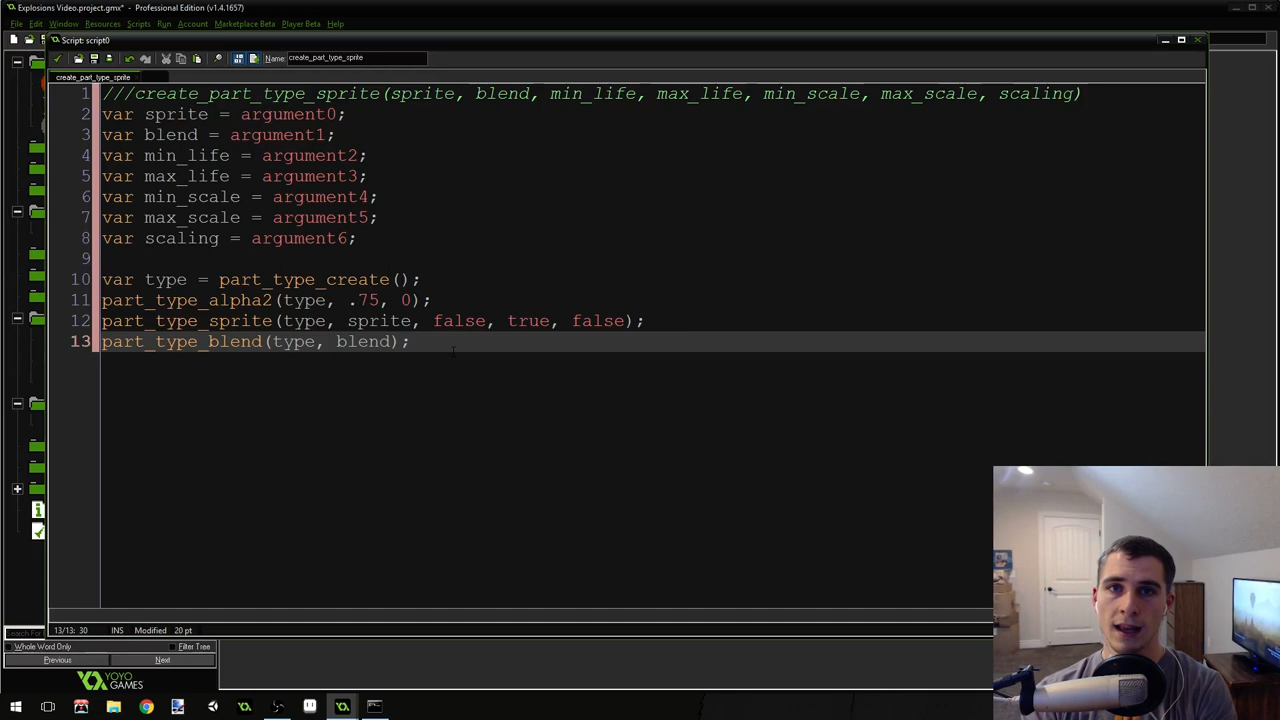 Explosions Video.project.gmx* - Professional Edition (v1.4.1657)
File Edit Window Resources Scripts Run Account Marketplace Beta Player Beta Help
Script: script0
Name: create_part_type_sprite
create_part_type_sprite
1 ///create_part_type_sprite(sprite, blend, min_life, max_life, min_scale, max_scale, scaling)
2 var sprite = argument0;
3 var blend = argument1;
4 var min_life = argument2;
5 var max_life = argument3;
6 var min_scale = argument4;
7 var max_scale = argument5;
8 var scaling = argument6;
9
10 var type = part_type_create();
11 part_type_alpha2(type, .75, 0);
12 part_type_sprite(type, sprite, false, true, false);
13 part_type_blend(type, blend);
13/13: 30 INS Modified 20 pt
Search For
Whole Word Only Filter Tree
Previous Next
YOYO
GAMES